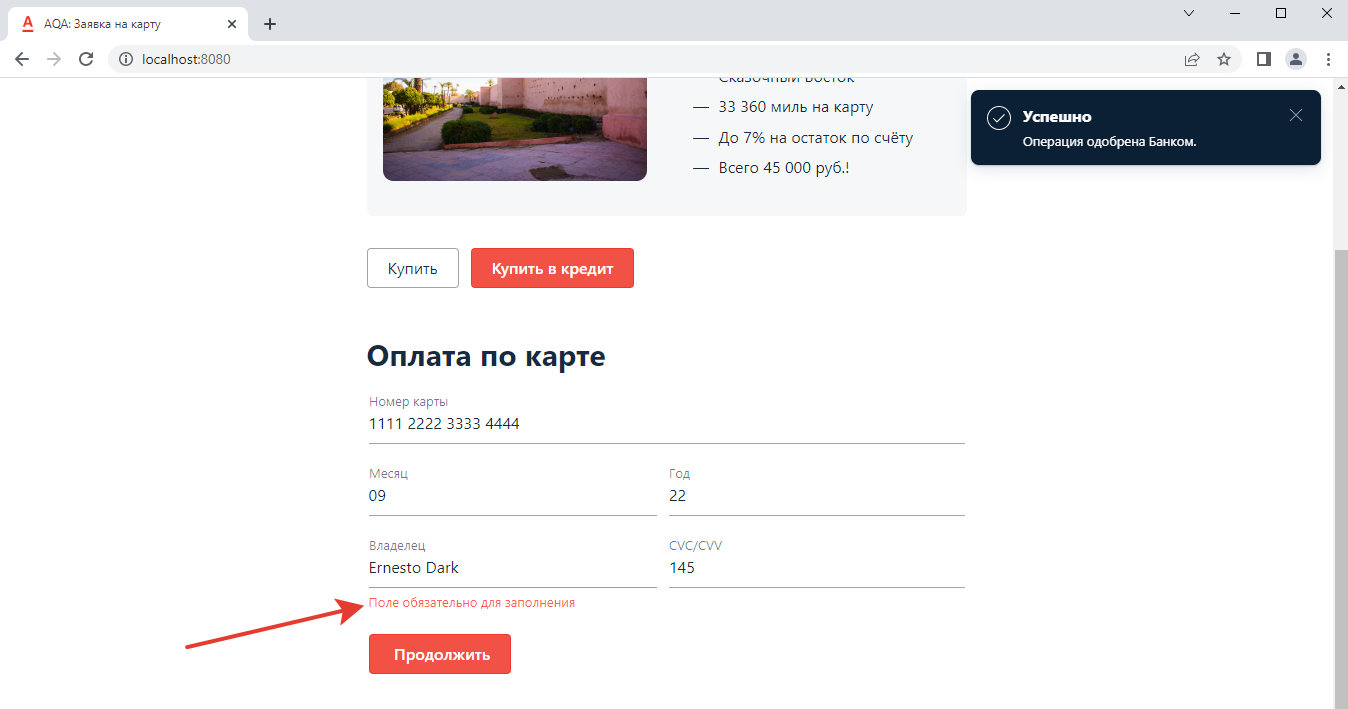 AQA: Заявка на карту
localhost:8080
Сказочный Восток
— 33 360 миль на карту
— До 7% на остаток по счёту
— Всего 45 000 руб.!
Успешно
Операция одобрена Банком.
Купить
Купить в кредит
Оплата по карте
Номер карты
1111 2222 3333 4444
Месяц
Год
09
22
Владелец
CVC/CVV
Ernesto Dark
145
Поле обязательно для заполнения
Продолжить